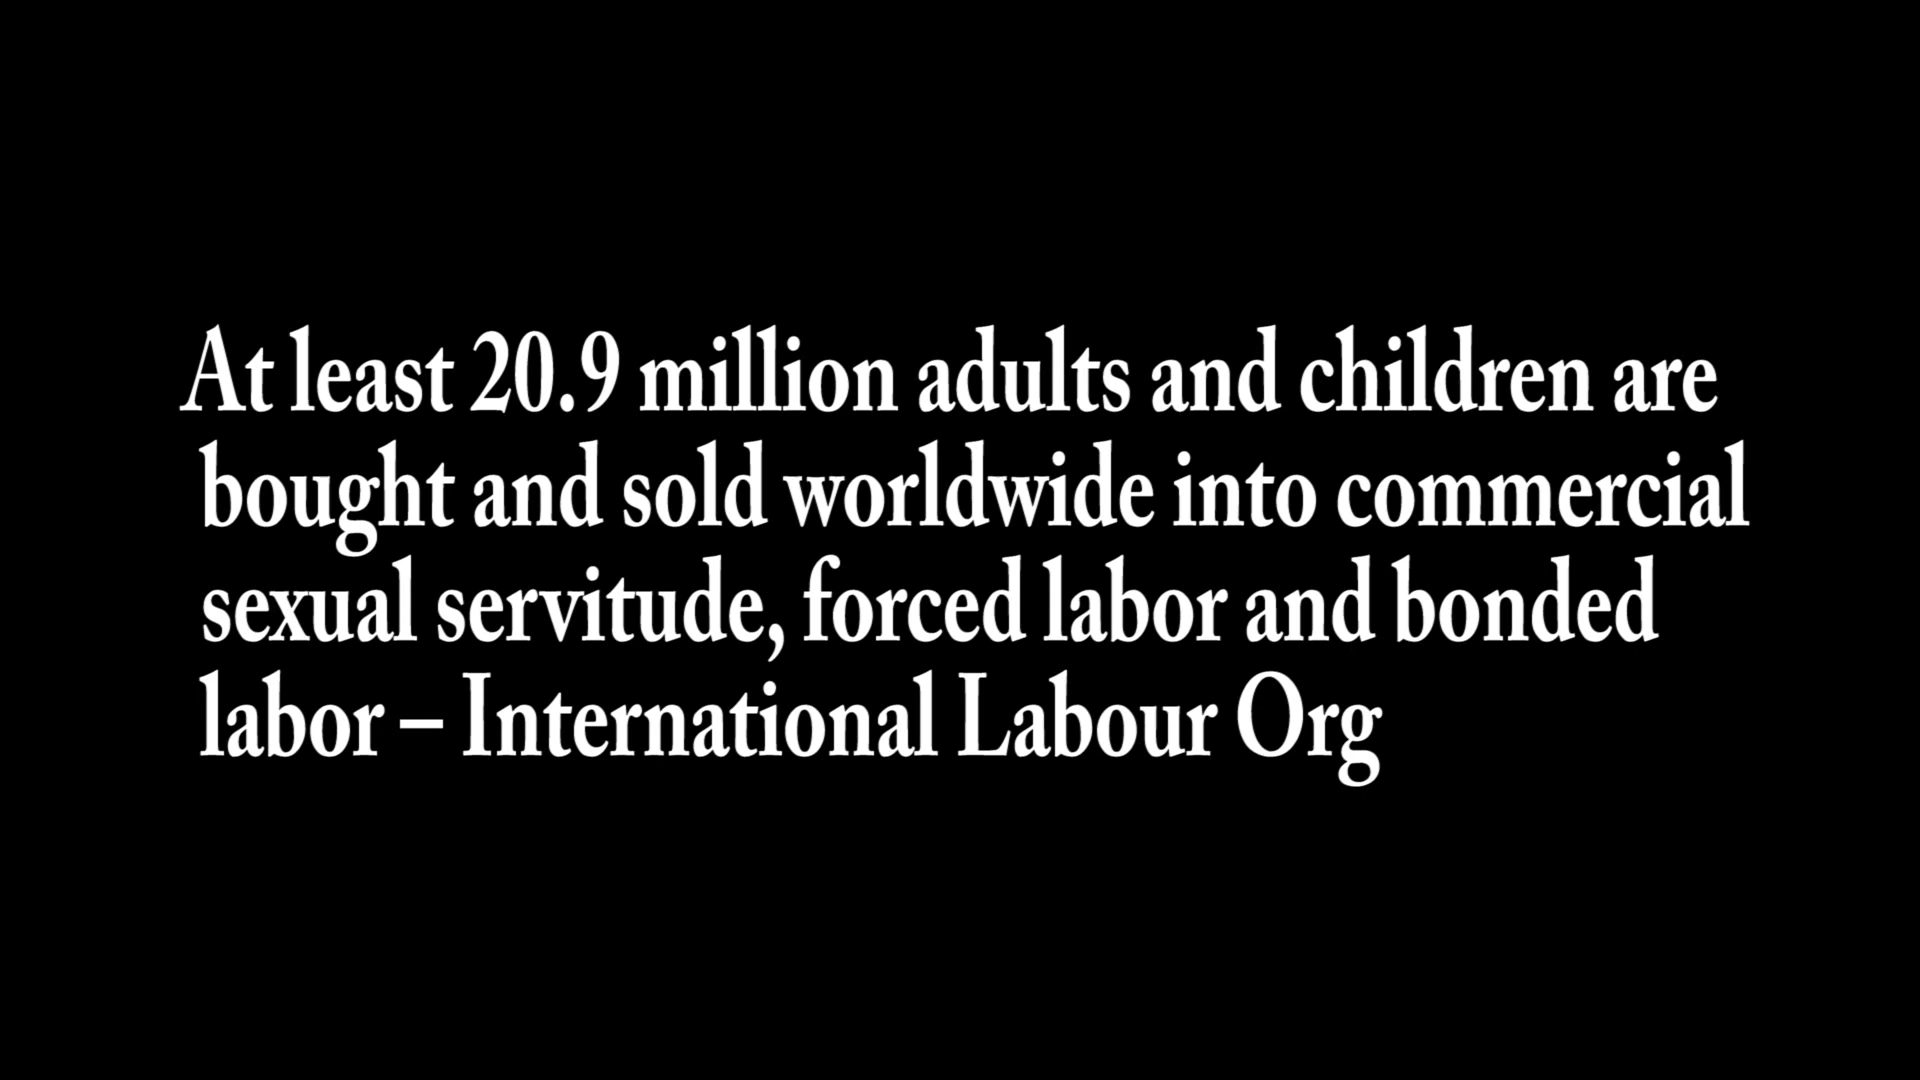 At least 20.9 million adults and children are
bought and sold worldwide into commercial
sexual servitude, forced labor and bonded
labor – International Labour Org